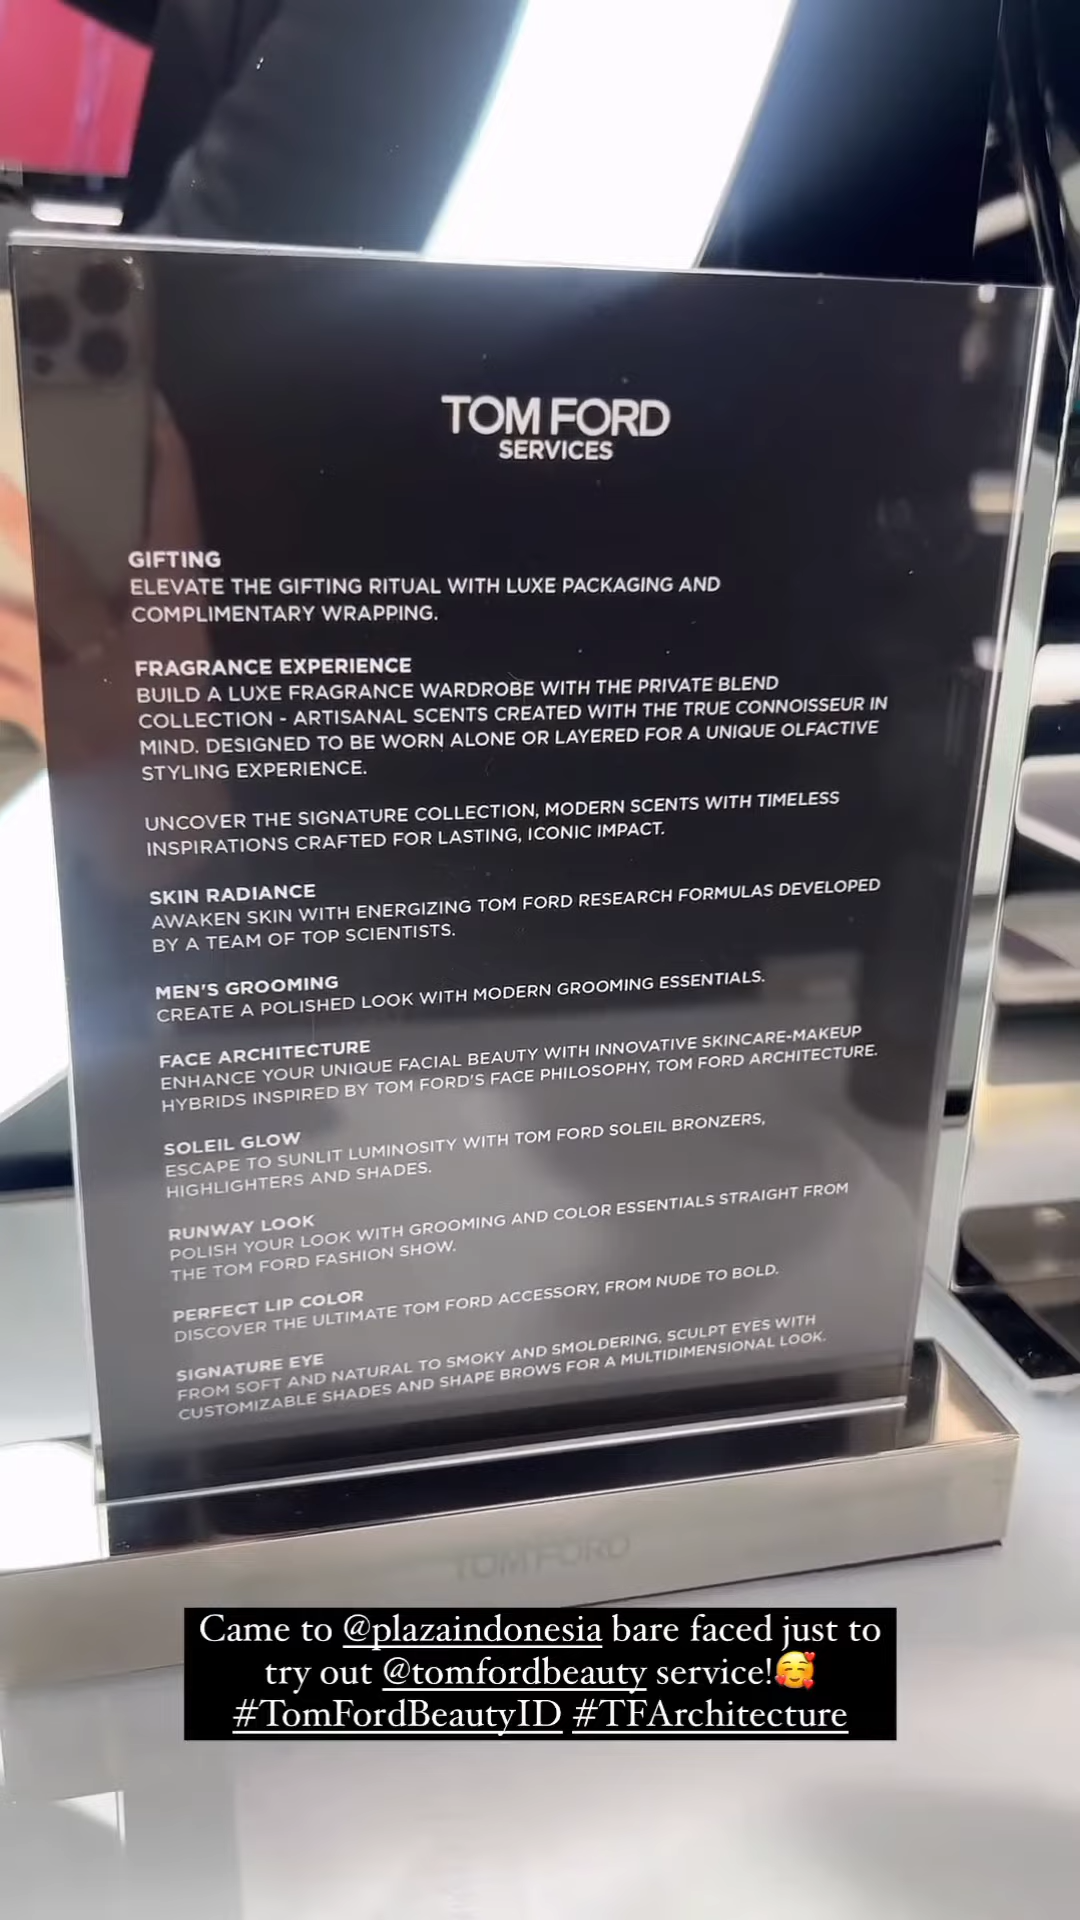 TOM FORD
SERVICES
GIFTING
ELEVATE THE GIFTING RITUAL WITH LUXE PACKAGING AND
COMPLIMENTARY WRAPPING.
FRAGRANCE EXPERIENCE
BUILD A LUXE FRAGRANCE WARDROBE WITH THE PRIVATE BLEND
COLLECTION - ARTISANAL SCENTS CREATED WITH THE TRUE CONNOISSEUR IN
MIND. DESIGNED TO BE WORN ALONE OR LAYERED FOR A UNIQUE OLFACTIVE
STYLING EXPERIENCE.
UNCOVER THE SIGNATURE COLLECTION, MODERN SCENTS WITH TIMELESS
INSPIRATIONS CRAFTED FOR LASTING, ICONIC IMPACT.
SKIN RADIANCE
AWAKEN SKIN WITH ENERGIZING TOM FORD RESEARCH FORMULAS DEVELOPED
BY A TEAM OF TOP SCIENTISTS.
MEN'S GROOMING
CREATE A POLISHED LOOK WITH MODERN GROOMING ESSENTIALS.
FACE ARCHITECTURE
ENHANCE YOUR UNIQUE FACIAL BEAUTY WITH INNOVATIVE SKINCARE-MAKEUP
HYBRIDS INSPIRED BY TOM FORD'S FACE PHILOSOPHY, TOM FORD ARCHITECTURE.
SOLEIL GLOW
ESCAPE TO SUNLIT LUMINOSITY WITH TOM FORD SOLEIL BRONZERS,
HIGHLIGHTERS AND SHADES.
RUNWAY LOOK
POLISH YOUR LOOK WITH GROOMING AND COLOR ESSENTIALS STRAIGHT FROM
THE TOM FORD FASHION SHOW.
PERFECT LIP COLOR
DISCOVER THE ULTIMATE TOM FORD ACCESSORY, FROM NUDE TO BOLD.
SIGNATURE EYE
FROM SOFT AND NATURAL TO SMOKY AND SMOLDERING, SCULPT EYES WITH
CUSTOMIZABLE SHADES AND SHAPE BROWS FOR A MULTIDIMENSIONAL LOOK.
TOM FORD
Came to @plazaindonesia bare faced just to
try out @tomfordbeauty service!🥰
#TomFordBeautyID #TFArchitecture